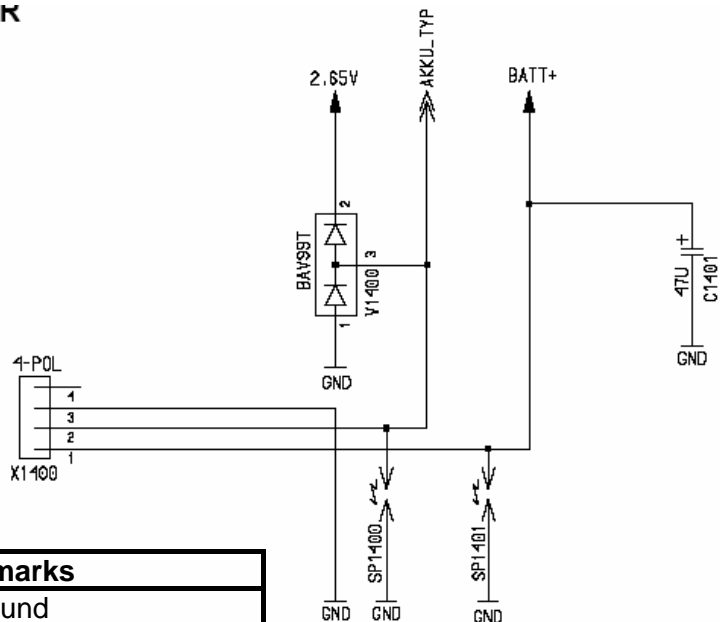 R
2.65V
AKKU_TYP
BATT+
2
BAV99T
3
V1400
1
+
47U
C1401
GND
GND
4-POL
4
3
2
1
X1400
SP1400
SP1401
marks
und
GND
GND
GND